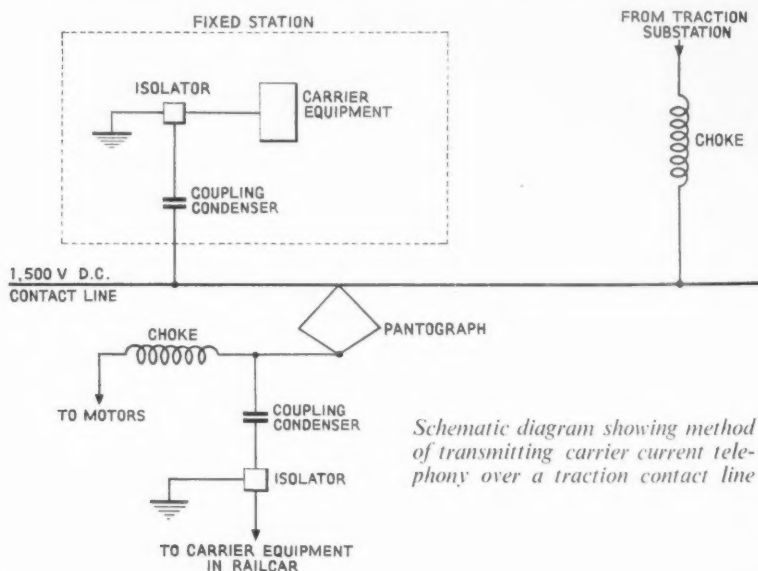 FIXED STATION
FROM TRACTION
SUBSTATION
ISOLATOR
CARRIER
EQUIPMENT
CHOKE
COUPLING
CONDENSER
1,500 V D.C.
CONTACT LINE
PANTOGRAPH
CHOKE
TO MOTORS
COUPLING
CONDENSER
ISOLATOR
TO CARRIER EQUIPMENT
IN RAILCAR
Schematic diagram showing method
of transmitting carrier current tele-
phony over a traction contact line